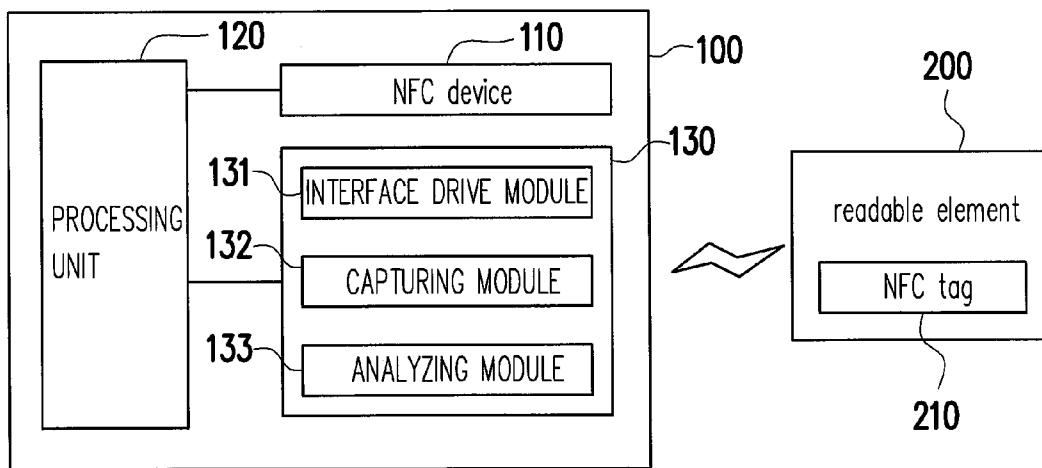 120
110
100
NFC device
200
130
131
INTERFACE DRIVE MODULE
PROCESSING
UNIT
readable element
132
CAPTURING MODULE
NFC tag
133
ANALYZING MODULE
210